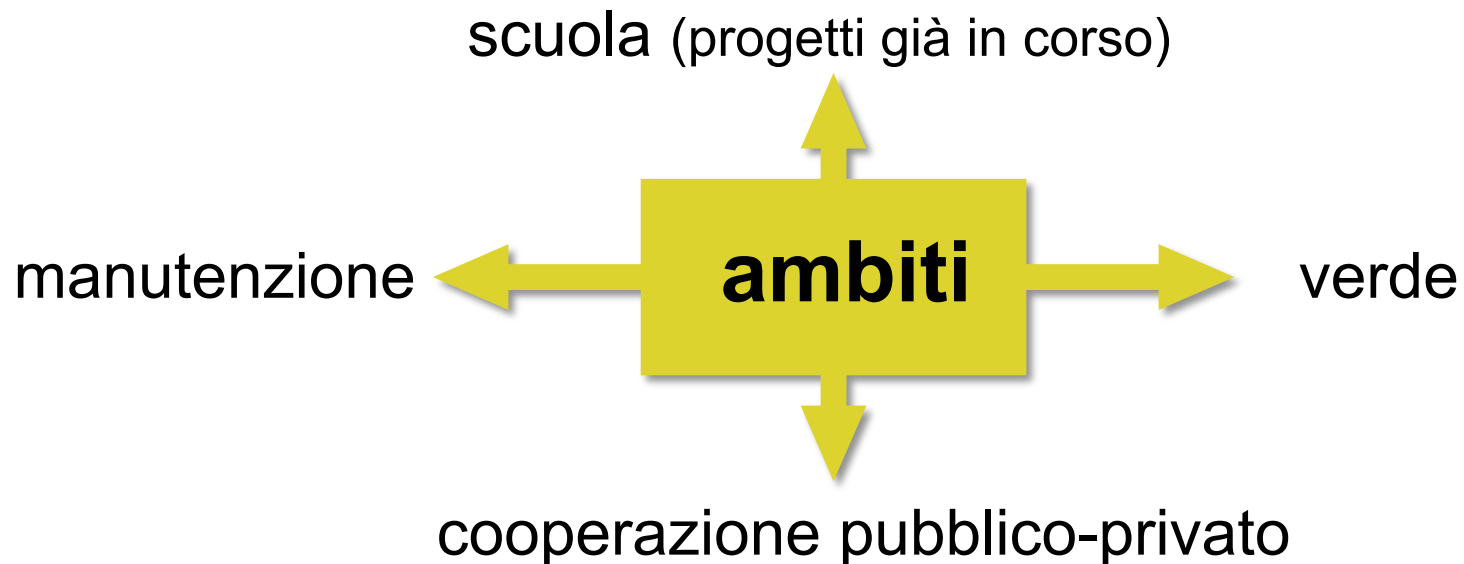 scuola (progetti già in corso)
manutenzione
ambiti
verde
cooperazione pubblico-privato